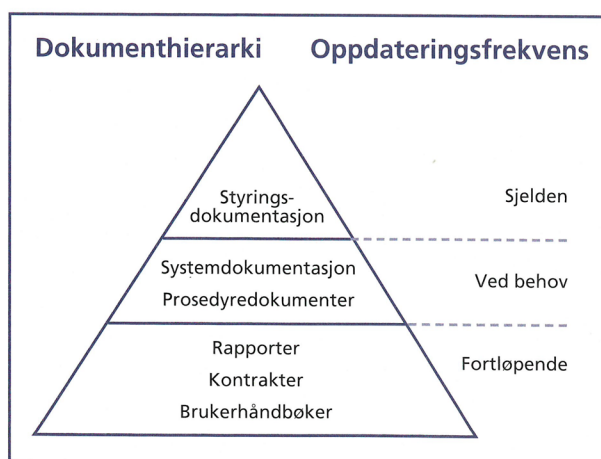 Dokumenthierarki Oppdateringsfrekvens
Styrings-
dokumentasjon
Sjelden
Systemdokumentasjon
Prosedyredokumenter
Ved behov
Rapporter
Kontrakter
Brukerhåndbøker
Fortløpende